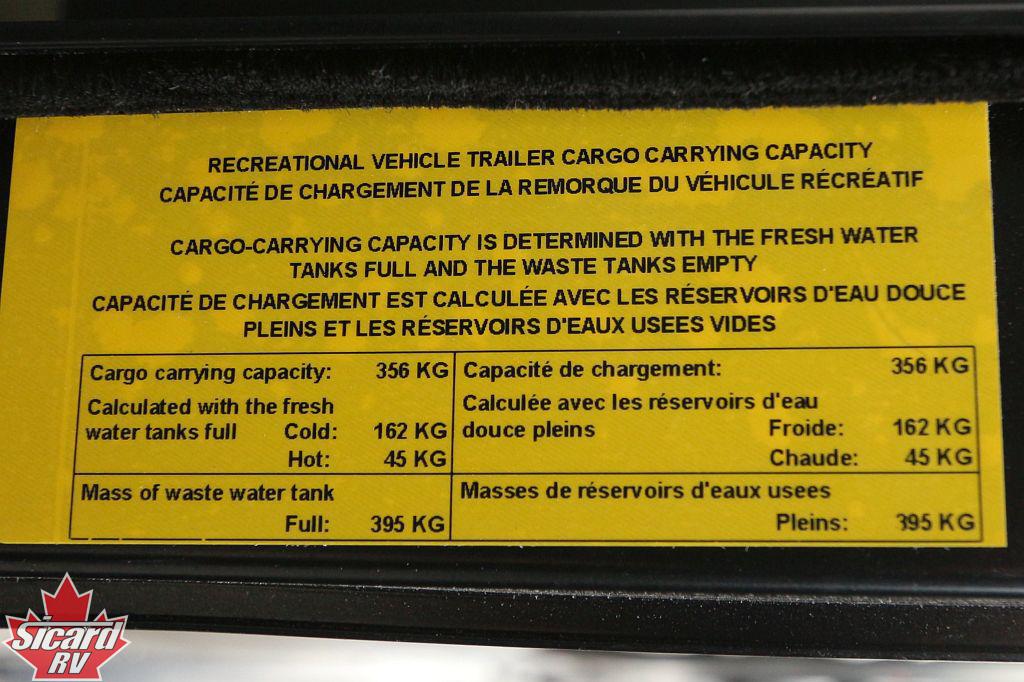 RECREATIONAL VEHICLE TRAILER CARGO CARRYING CAPACITY
CAPACITÉ DE CHARGEMENT DE LA REMORQUE DU VÉHICULE RÉCRÉATIF
CARGO-CARRYING CAPACITY IS DETERMINED WITH THE FRESH WATER
TANKS FULL AND THE WASTE TANKS EMPTY
CAPACITÉ DE CHARGEMENT EST CALCULÉE AVEC LES RÉSERVOIRS D'EAU DOUCE
PLEINS ET LES RÉSERVOIRS D'EAUX USEES VIDES
Cargo carrying capacity: 356 KG
Calculated with the fresh
water tanks full Cold: 162 KG
Hot: 45 KG
Mass of waste water tank
Full: 395 KG
Capacité de chargement: 356 KG
Calculée avec les réservoirs d'eau
douce pleins Froide: 162 KG
Chaude: 45 KG
Masses de réservoirs d'eaux usees
Pleins: 395 KG
Sicard
RV